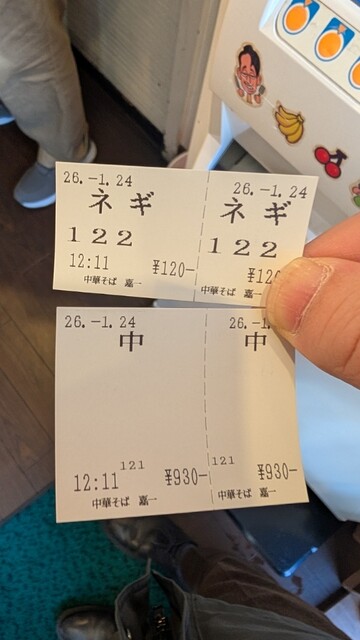 26.-1.24
ネギ
122
12:11 ¥120-
中華そば 嘉一
26.-1.24
ネギ
122
¥120
中華そば 嘉
26.-1.24
中
121
12:11 ¥930-
中華そば 嘉一
26.-1.
中
121
¥930-
中華そば 嘉一